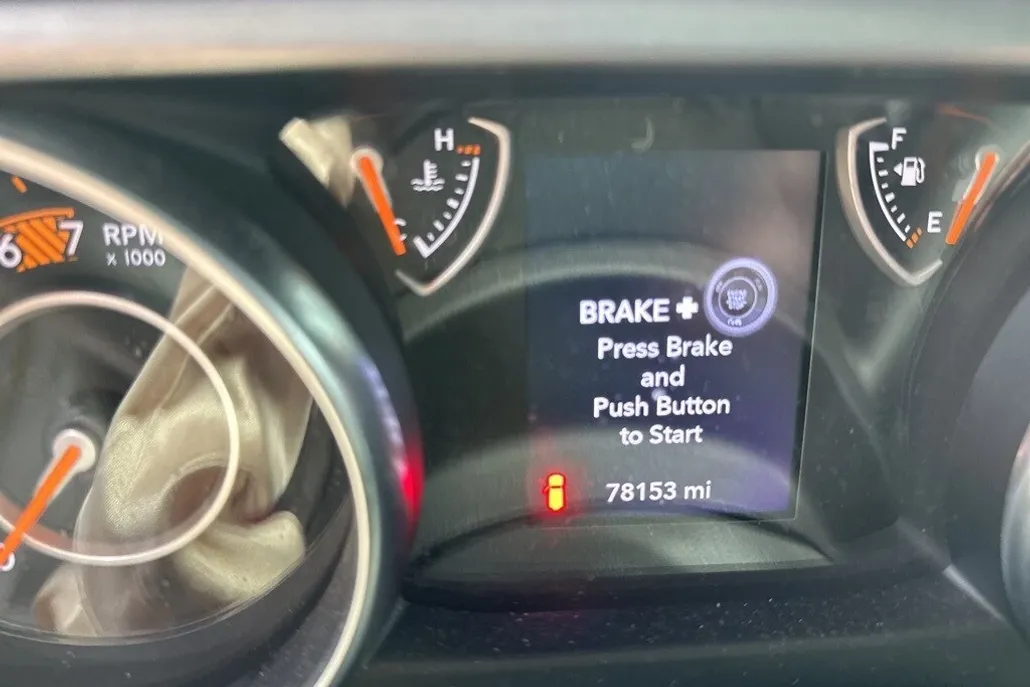 H
C
F
E
6 7
RPM
x 1000
BRAKE +
Press Brake
and
Push Button
to Start
78153 mi